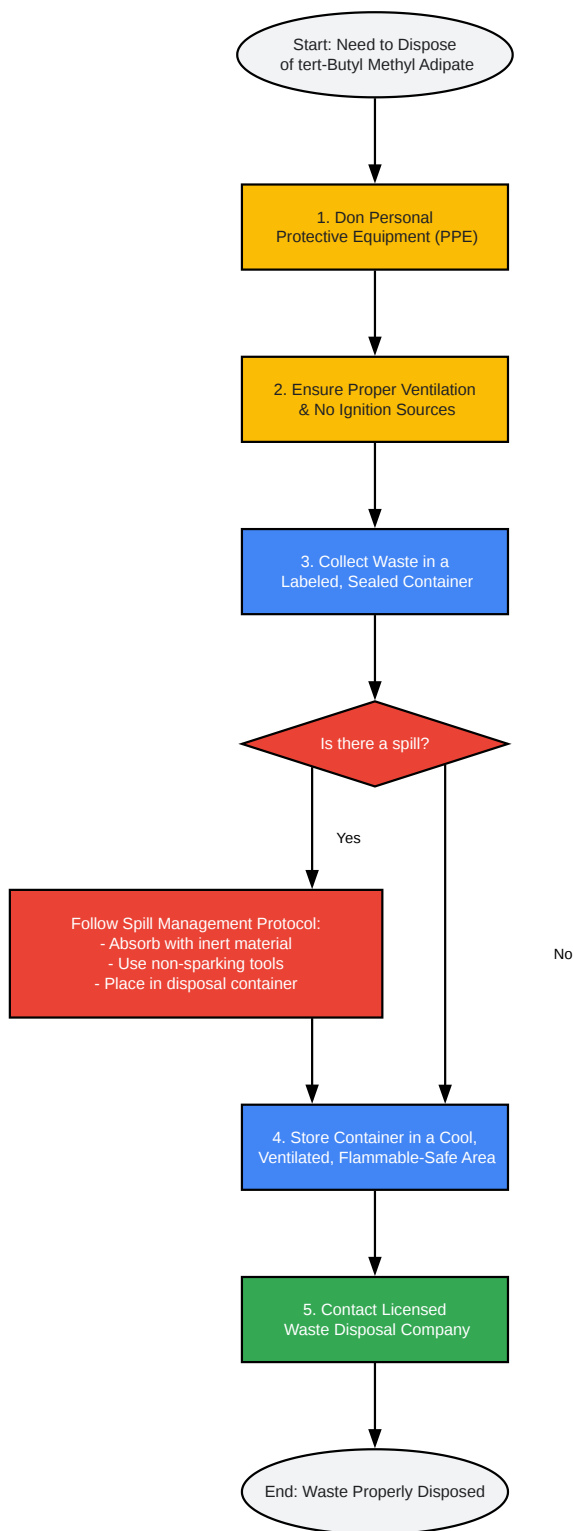 Start: Need to Dispose
of tert-Butyl Methyl Adipate
1. Don Personal
Protective Equipment (PPE)
2. Ensure Proper Ventilation
& No Ignition Sources
3. Collect Waste in a
Labeled, Sealed Container
Is there a spill?
Yes
Follow Spill Management Protocol:
- Absorb with inert material
- Use non-sparking tools
- Place in disposal container
No
4. Store Container in a Cool,
Ventilated, Flammable-Safe Area
5. Contact Licensed
Waste Disposal Company
End: Waste Properly Disposed